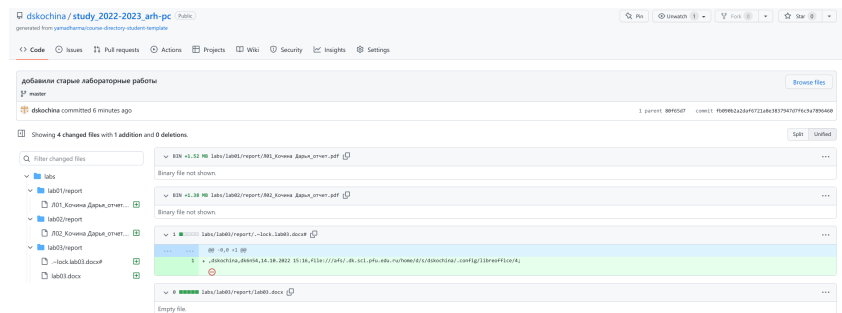 dskochina / study_2022-2023_arh-pc Public
Pin Unwatch 1 Fork 0 Star 0
generated from yamadharma/course-directory-student-template
Code Issues Pull requests Actions Projects Wiki Security Insights Settings
добавили старые лабораторные работы
Browse files
master
dskochina committed 6 minutes ago
1 parent 00f65d7 commit fb090b2a2daf6721a8e3837947d7f6c9a7896460
Showing 4 changed files with 1 addition and 0 deletions.
Split Unified
Filter changed files
labs
lab01/report
Л01_Кочина Дарья_отчет...
lab02/report
Л02_Кочина Дарья_отчет...
lab03/report
.~lock.lab03.docx#
lab03.docx
BIN +1.52 MB labs/lab01/report/Л01_Кочина Дарья_отчет.pdf
Binary file not shown.
BIN +1.38 MB labs/lab02/report/Л02_Кочина Дарья_отчет.pdf
Binary file not shown.
1 labs/lab03/report/.~lock.lab03.docx#
... ... @@ -0,0 +1 @@
1 + ,dskochina,dk6n54,14.10.2022 15:16,file:///afs/.dk.sci.pfu.edu.ru/home/d/s/dskochina/.config/libreoffice/4;
0 labs/lab03/report/lab03.docx
Empty file.